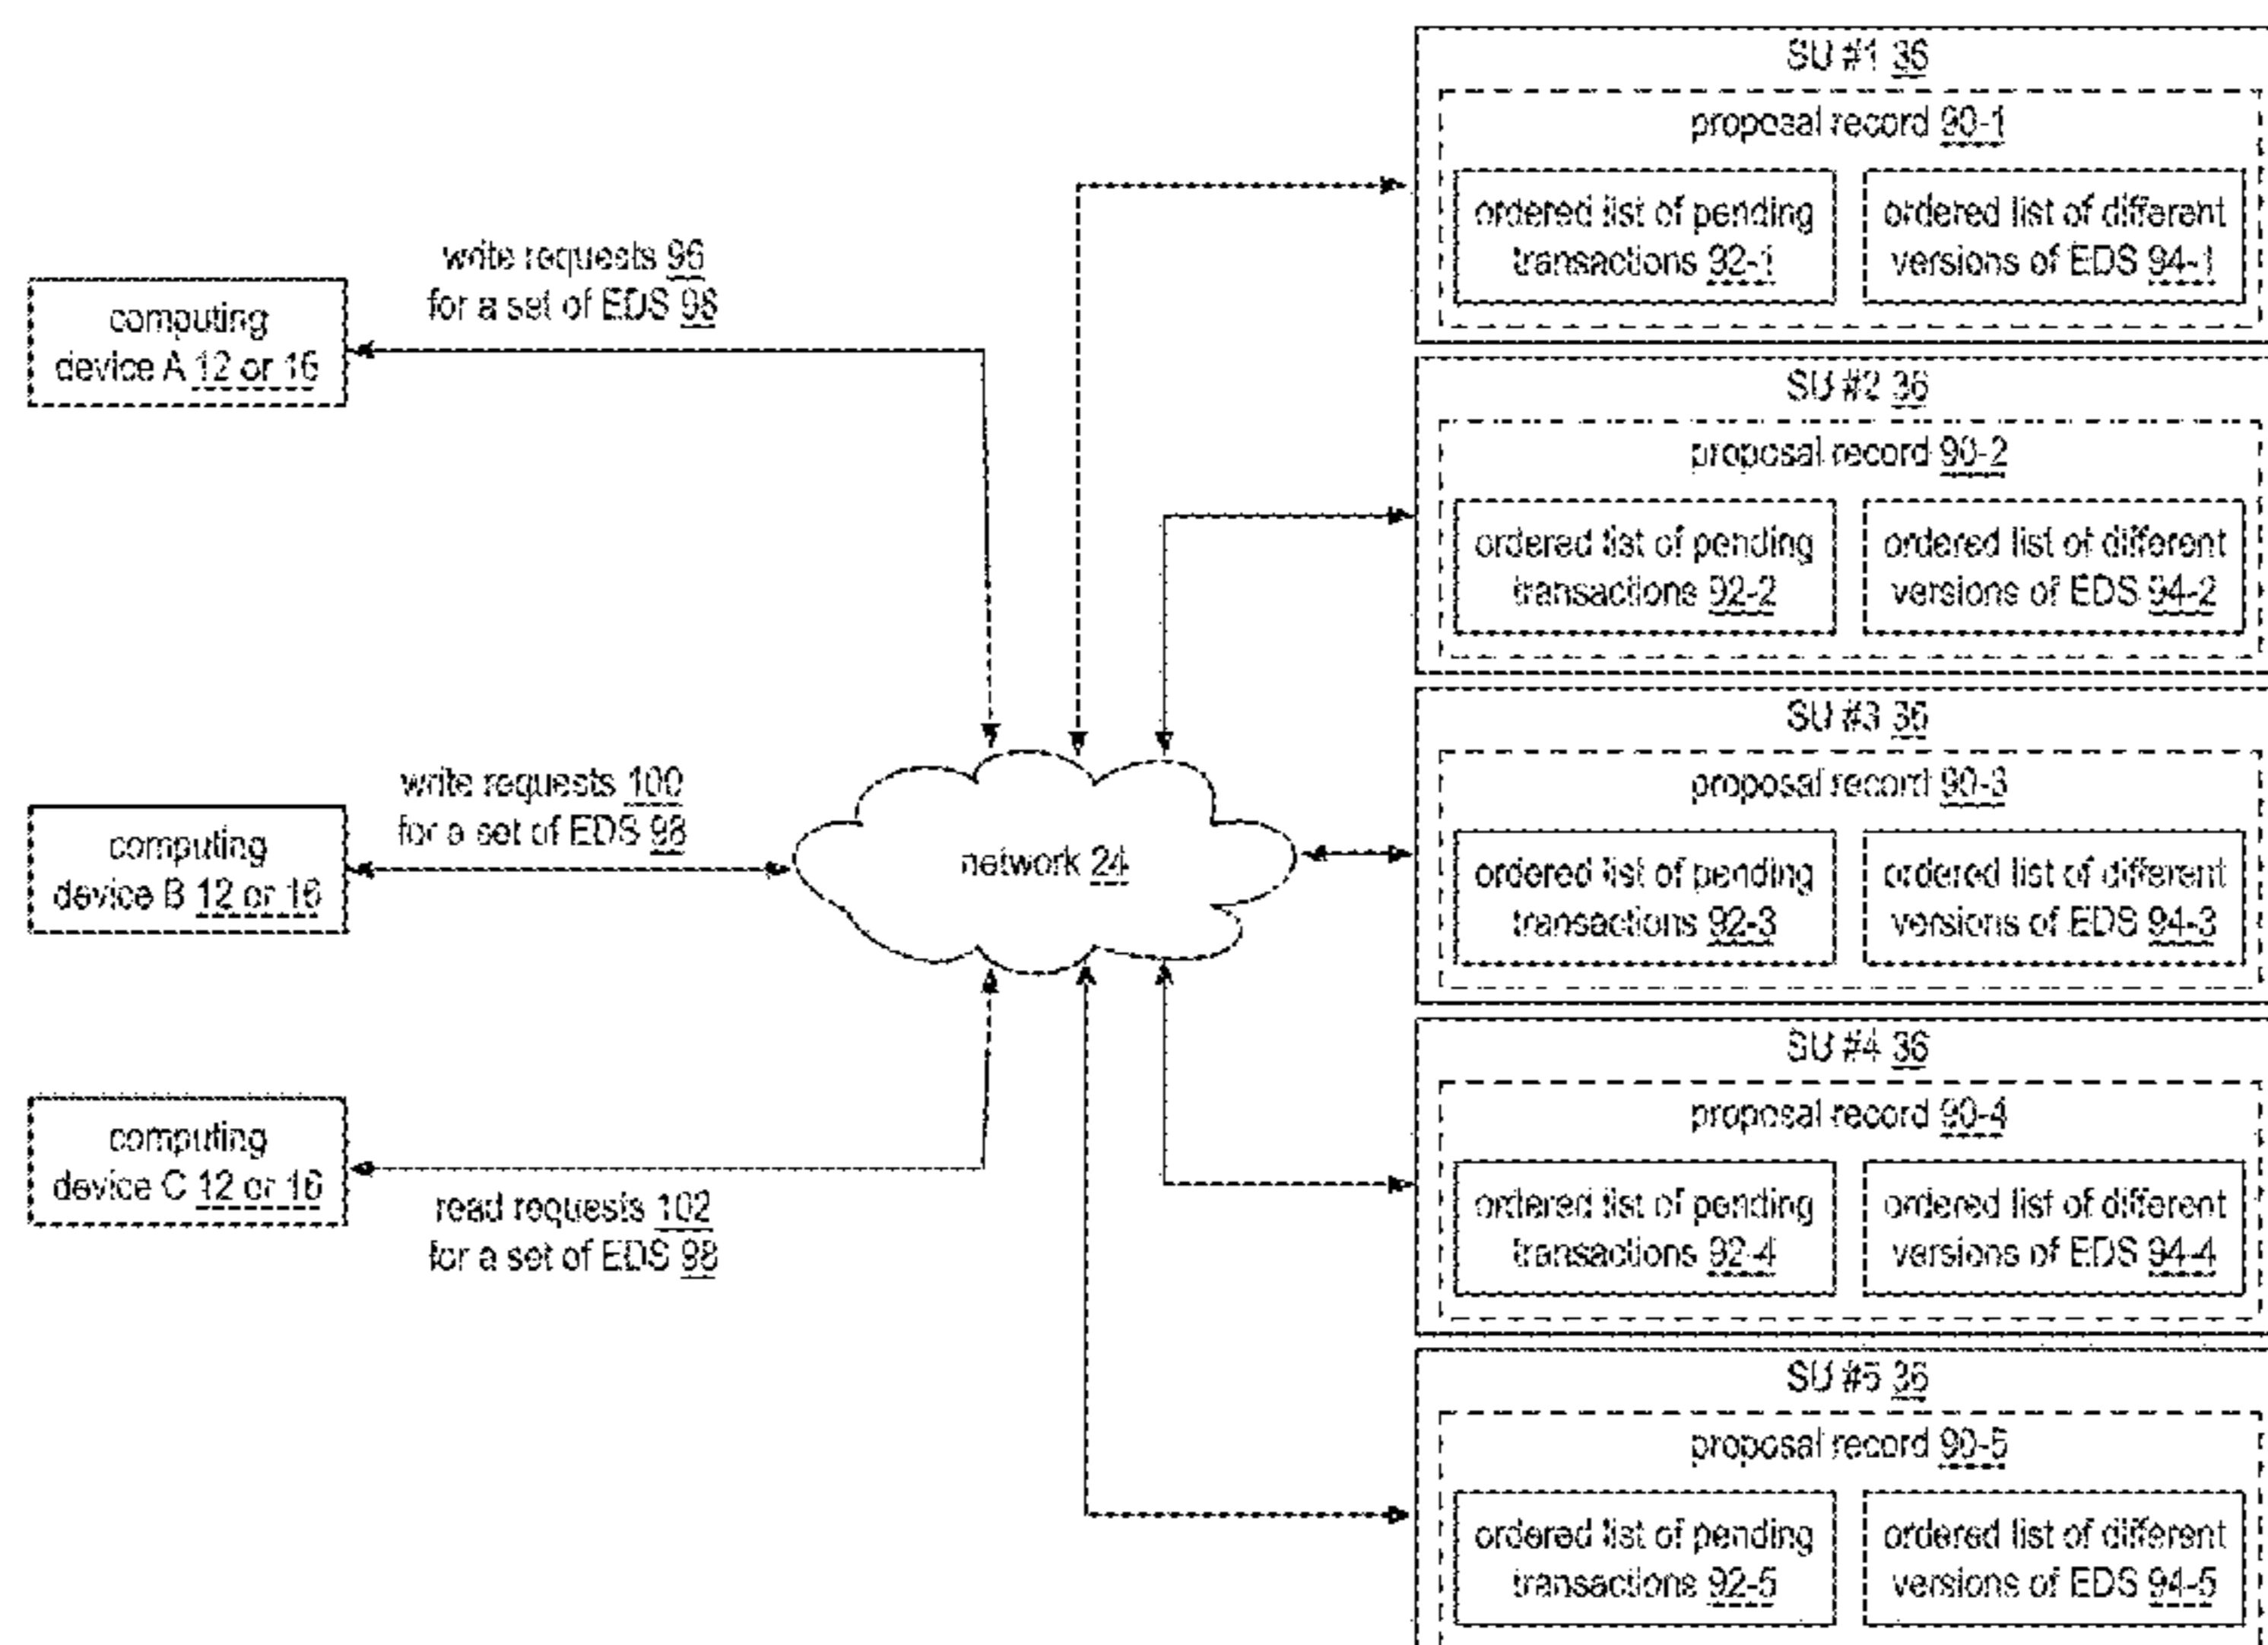 computing
device A 12 or 16
write requests 96
for a set of EDS 98
computing
device B 12 or 16
write requests 100
for a set of EDS 98
computing
device C 12 or 16
read requests 102
for a set of EDS 98
network 24
SU #1 36
proposal record 90-1
ordered list of pending
transactions 92-1
ordered list of different
versions of EDS 94-1
SU #2 36
proposal record 90-2
ordered list of pending
transactions 92-2
ordered list of different
versions of EDS 94-2
SU #3 36
proposal record 90-3
ordered list of pending
transactions 92-3
ordered list of different
versions of EDS 94-3
SU #4 36
proposal record 90-4
ordered list of pending
transactions 92-4
ordered list of different
versions of EDS 94-4
SU #5 36
proposal record 90-5
ordered list of pending
transactions 92-5
ordered list of different
versions of EDS 94-5